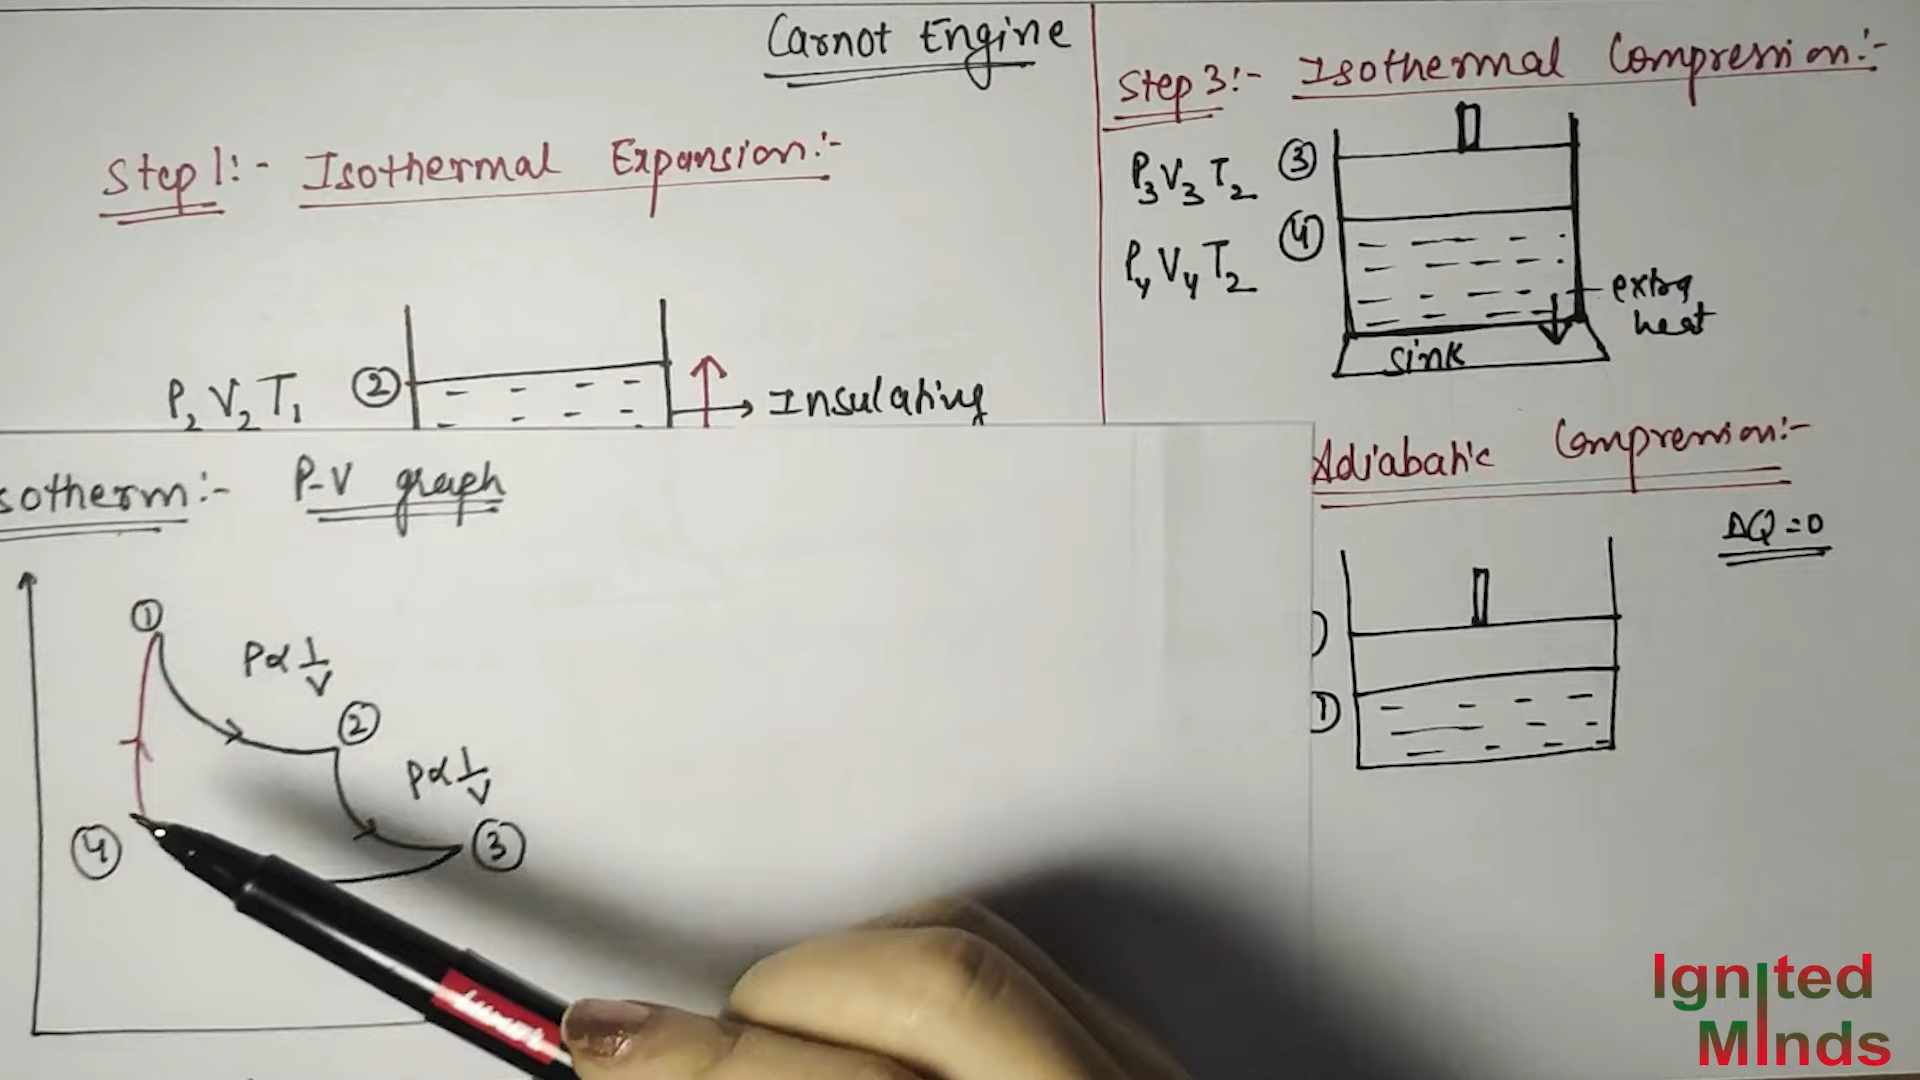 Carnot Engine
Step 1:- Isothermal Expansion:-
P₂ V₂ T₁ ②
Insulating
Step 3:- Isothermal Compression:-
P₃ V₃ T₂ ③
P₄ V₄ T₂ ④
extra
heat
sink
sotherm:- P-V graph
①
P∝ 1/V
②
P∝ 1/V
③
④
Adiabatic Compression:-
ΔQ=0
Ignited
Minds